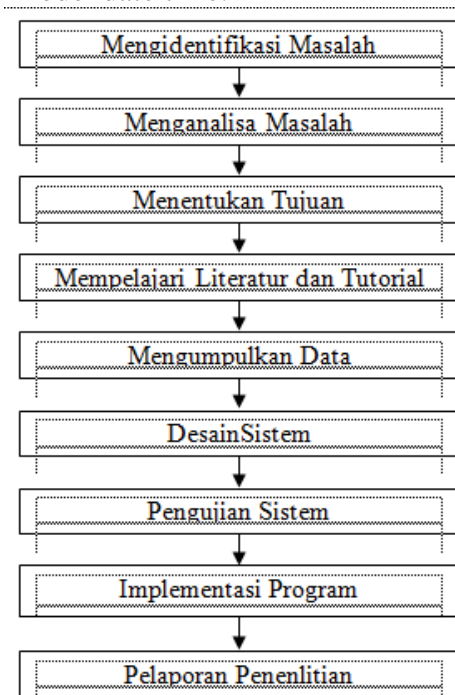 Mengidentifikasi Masalah
Menganalisa Masalah
Menentukan Tujuan
Mempelajari Literatur dan Tutorial
Mengumpulkan Data
DesainSistem
Pengujian Sistem
Implementasi Program
Pelaporan Penenlitian